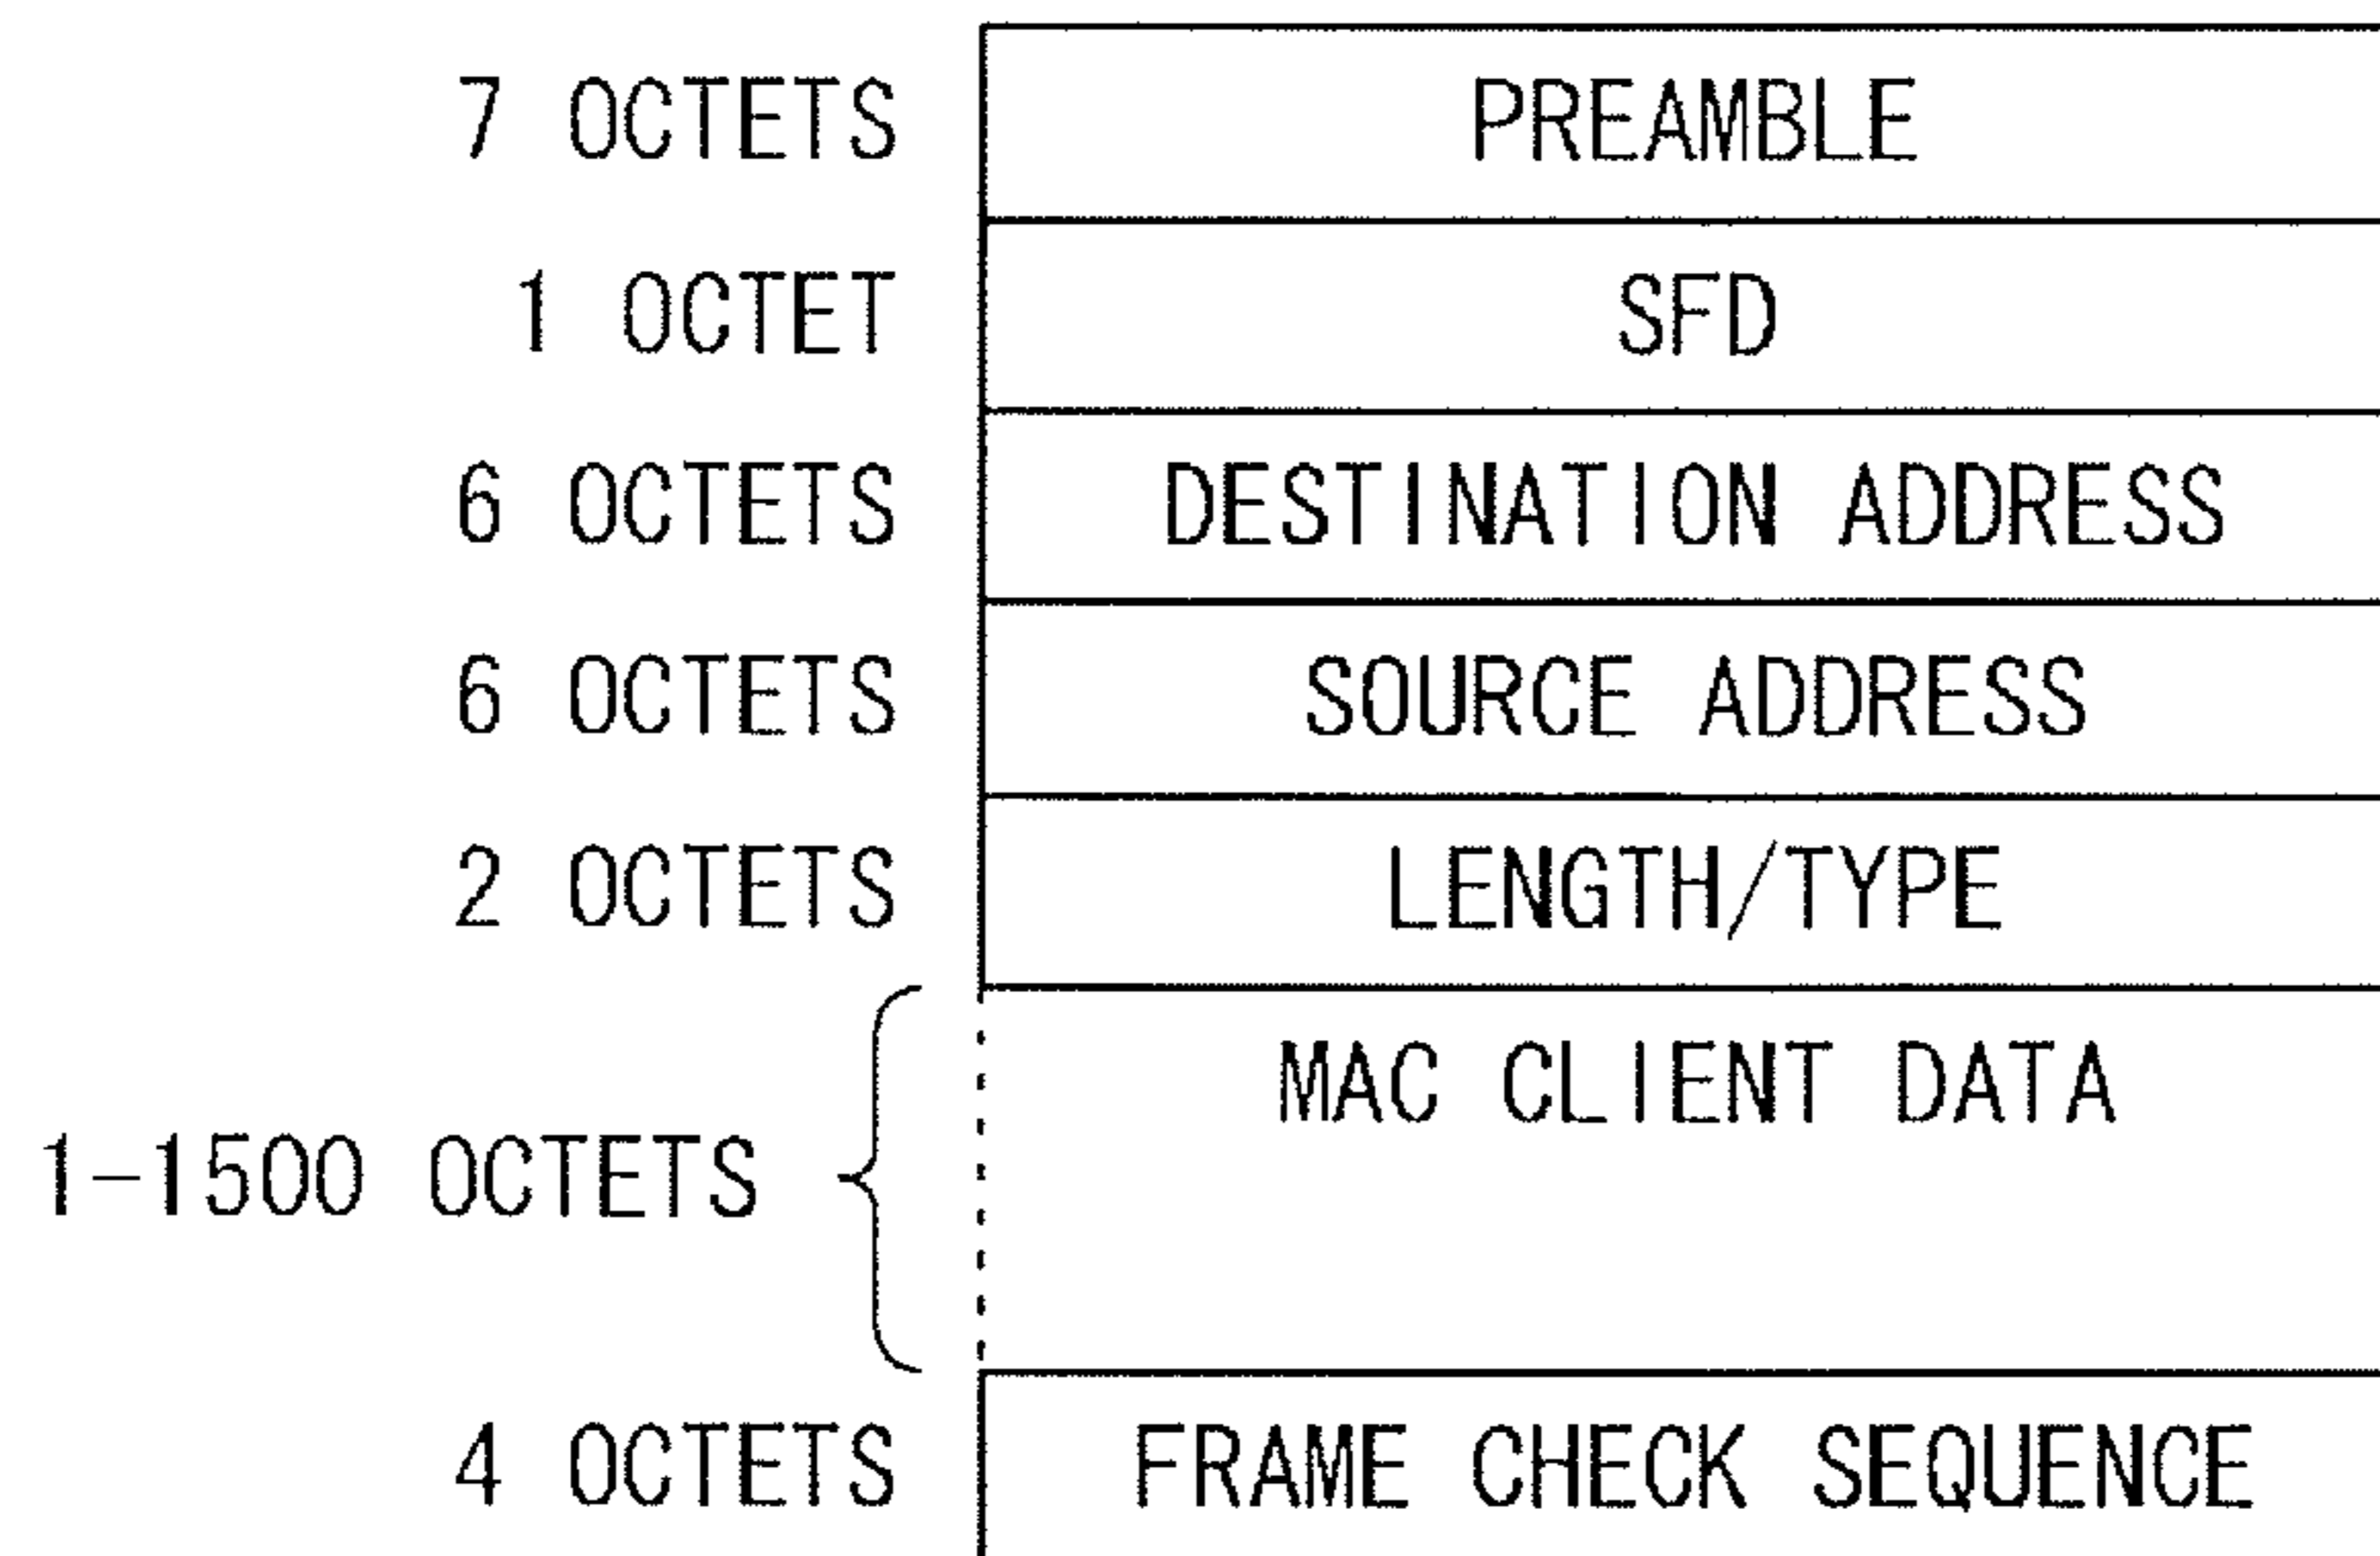 7 OCTETS PREAMBLE
1 OCTET SFD
6 OCTETS DESTINATION ADDRESS
6 OCTETS SOURCE ADDRESS
2 OCTETS LENGTH/TYPE
MAC CLIENT DATA
1-1500 OCTETS
4 OCTETS FRAME CHECK SEQUENCE